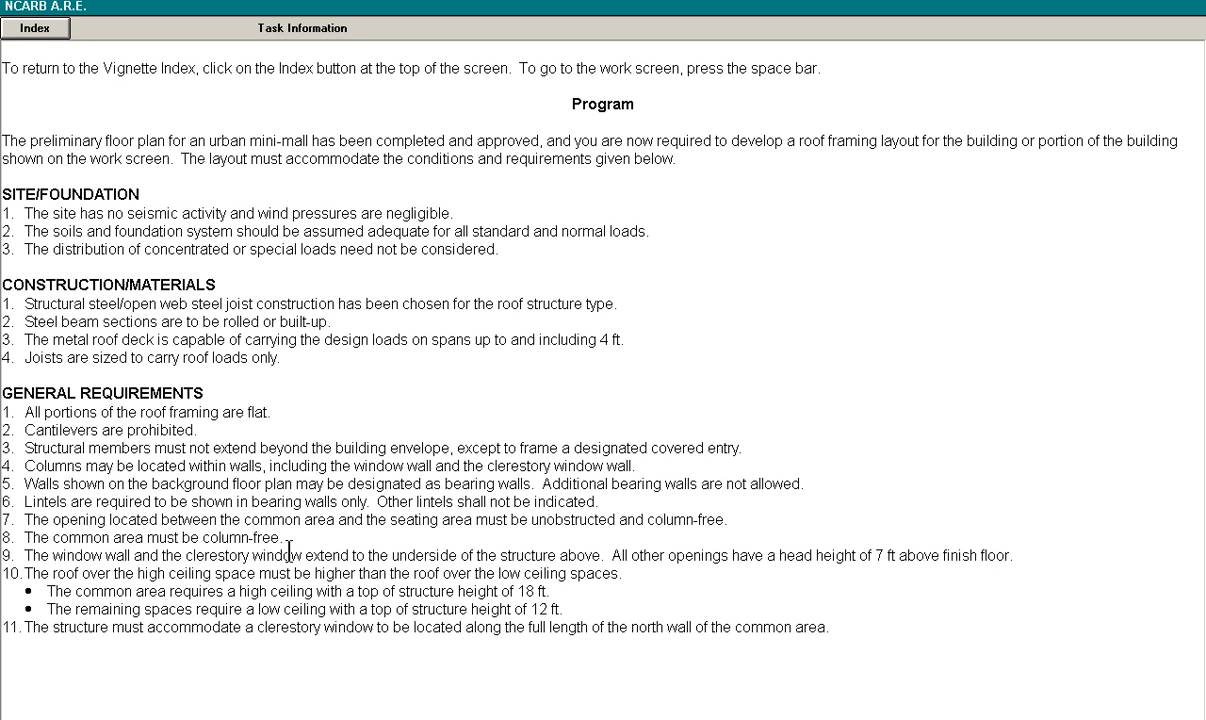 NCARB A.R.E.
Index
Task Information
To return to the Vignette Index, click on the Index button at the top of the screen.  To go to the work screen, press the space bar.
Program
The preliminary floor plan for an urban mini-mall has been completed and approved, and you are now required to develop a roof framing layout for the building or portion of the building
shown on the work screen.  The layout must accommodate the conditions and requirements given below.
SITE/FOUNDATION
1.  The site has no seismic activity and wind pressures are negligible.
2.  The soils and foundation system should be assumed adequate for all standard and normal loads.
3.  The distribution of concentrated or special loads need not be considered.
CONSTRUCTION/MATERIALS
1.  Structural steel/open web steel joist construction has been chosen for the roof structure type.
2.  Steel beam sections are to be rolled or built-up.
3.  The metal roof deck is capable of carrying the design loads on spans up to and including 4 ft.
4.  Joists are sized to carry roof loads only.
GENERAL REQUIREMENTS
1.  All portions of the roof framing are flat.
2.  Cantilevers are prohibited.
3.  Structural members must not extend beyond the building envelope, except to frame a designated covered entry.
4.  Columns may be located within walls, including the window wall and the clerestory window wall.
5.  Walls shown on the background floor plan may be designated as bearing walls.  Additional bearing walls are not allowed.
6.  Lintels are required to be shown in bearing walls only.  Other lintels shall not be indicated.
7.  The opening located between the common area and the seating area must be unobstructed and column-free.
8.  The common area must be column-free.
9.  The window wall and the clerestory window extend to the underside of the structure above.  All other openings have a head height of 7 ft above finish floor.
10. The roof over the high ceiling space must be higher than the roof over the low ceiling spaces.
• The common area requires a high ceiling with a top of structure height of 18 ft.
• The remaining spaces require a low ceiling with a top of structure height of 12 ft.
11. The structure must accommodate a clerestory window to be located along the full length of the north wall of the common area.